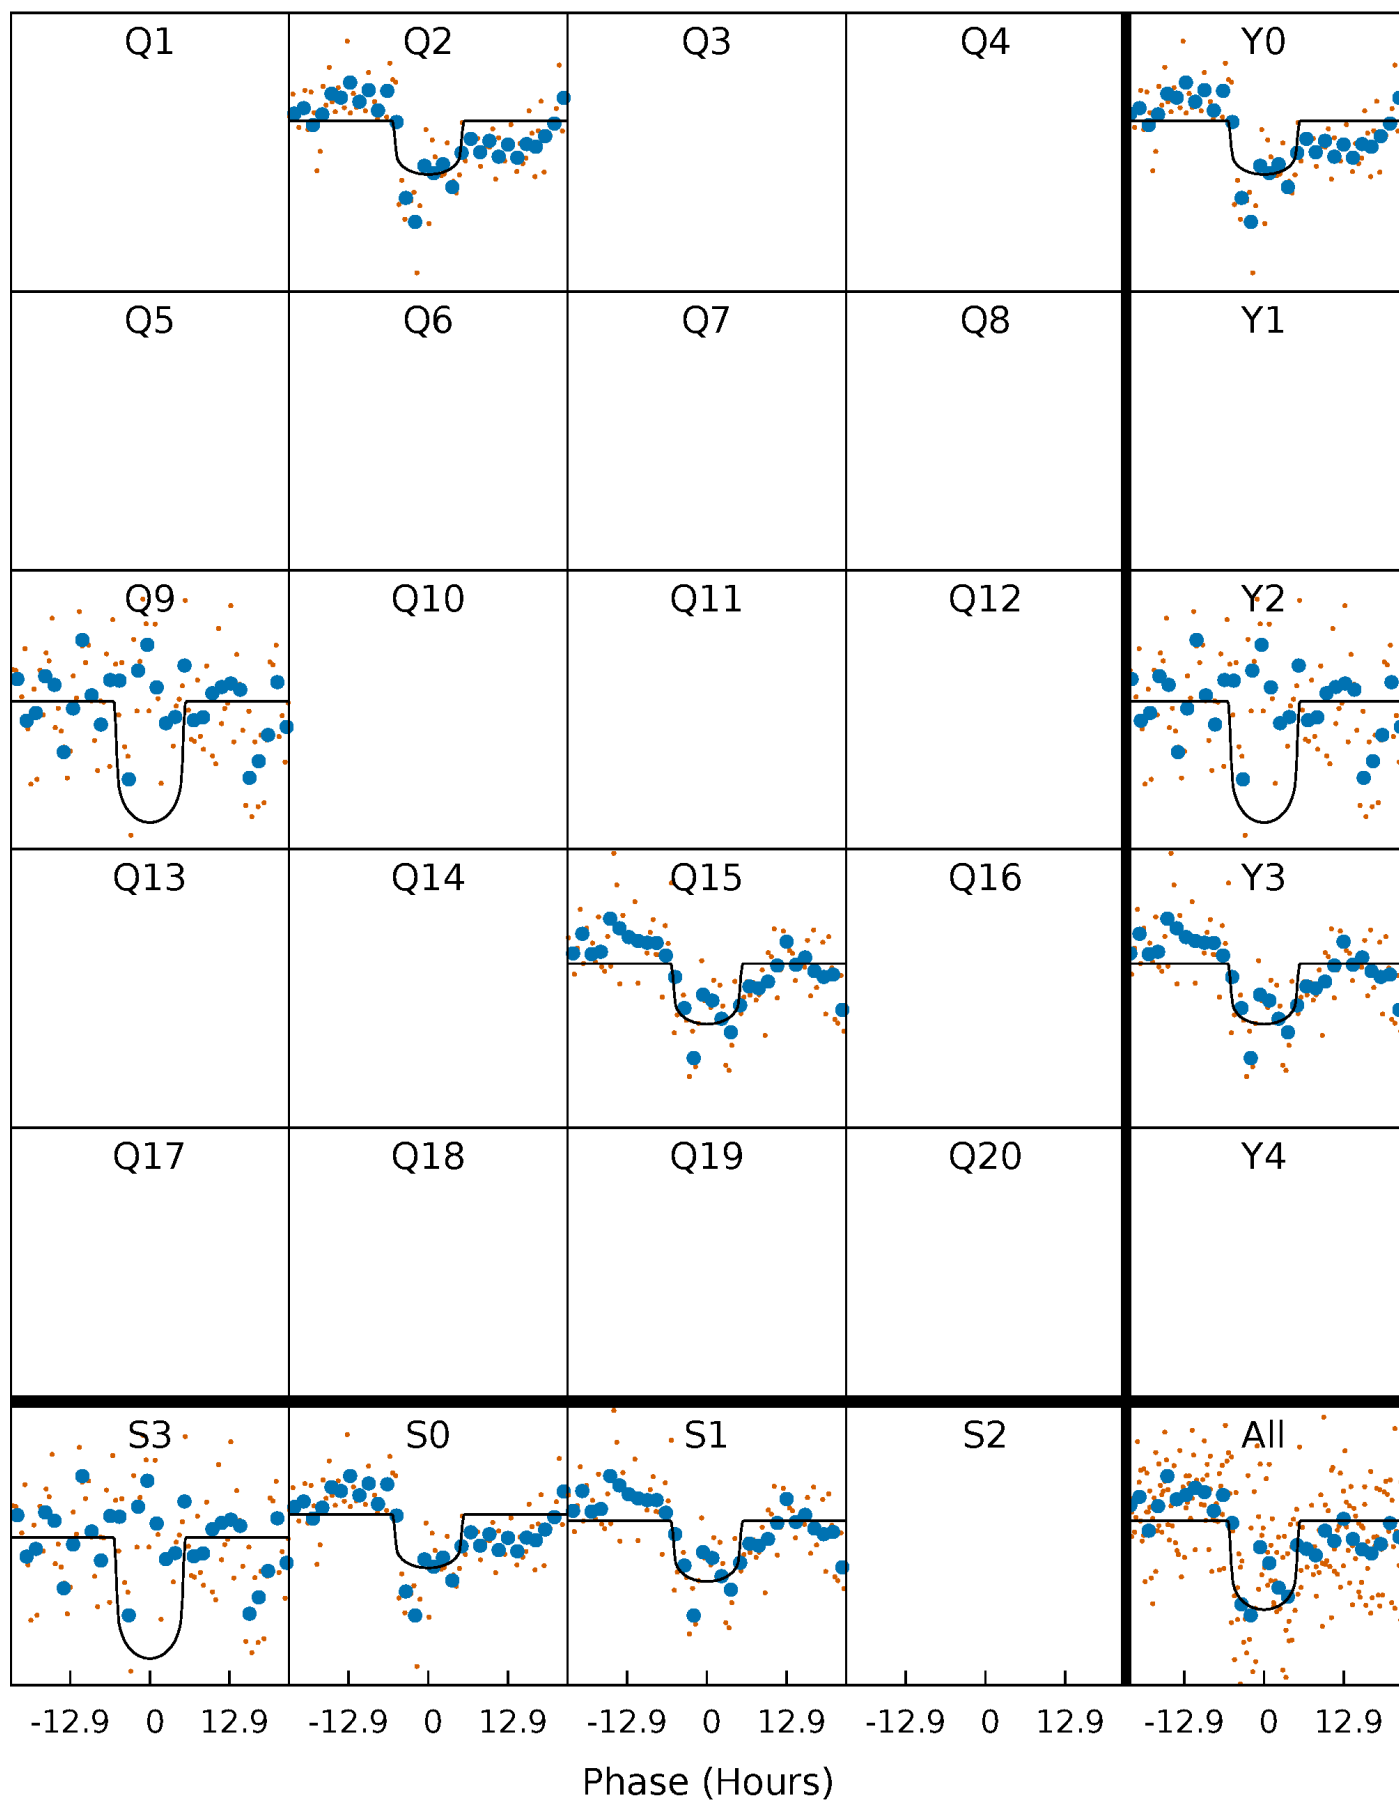 Q1 Q2 Q3 Q4 Y0
Q5 Q6 Q7 Q8 Y1
Q9 Q10 Q11 Q12 Y2
Q13 Q14 Q15 Q16 Y3
Q17 Q18 Q19 Q20 Y4
S3 S0 S1 S2 All
-12.9 0 12.9 -12.9 0 12.9 -12.9 0 12.9 -12.9 0 12.9 -12.9 0 12.9
Phase (Hours)